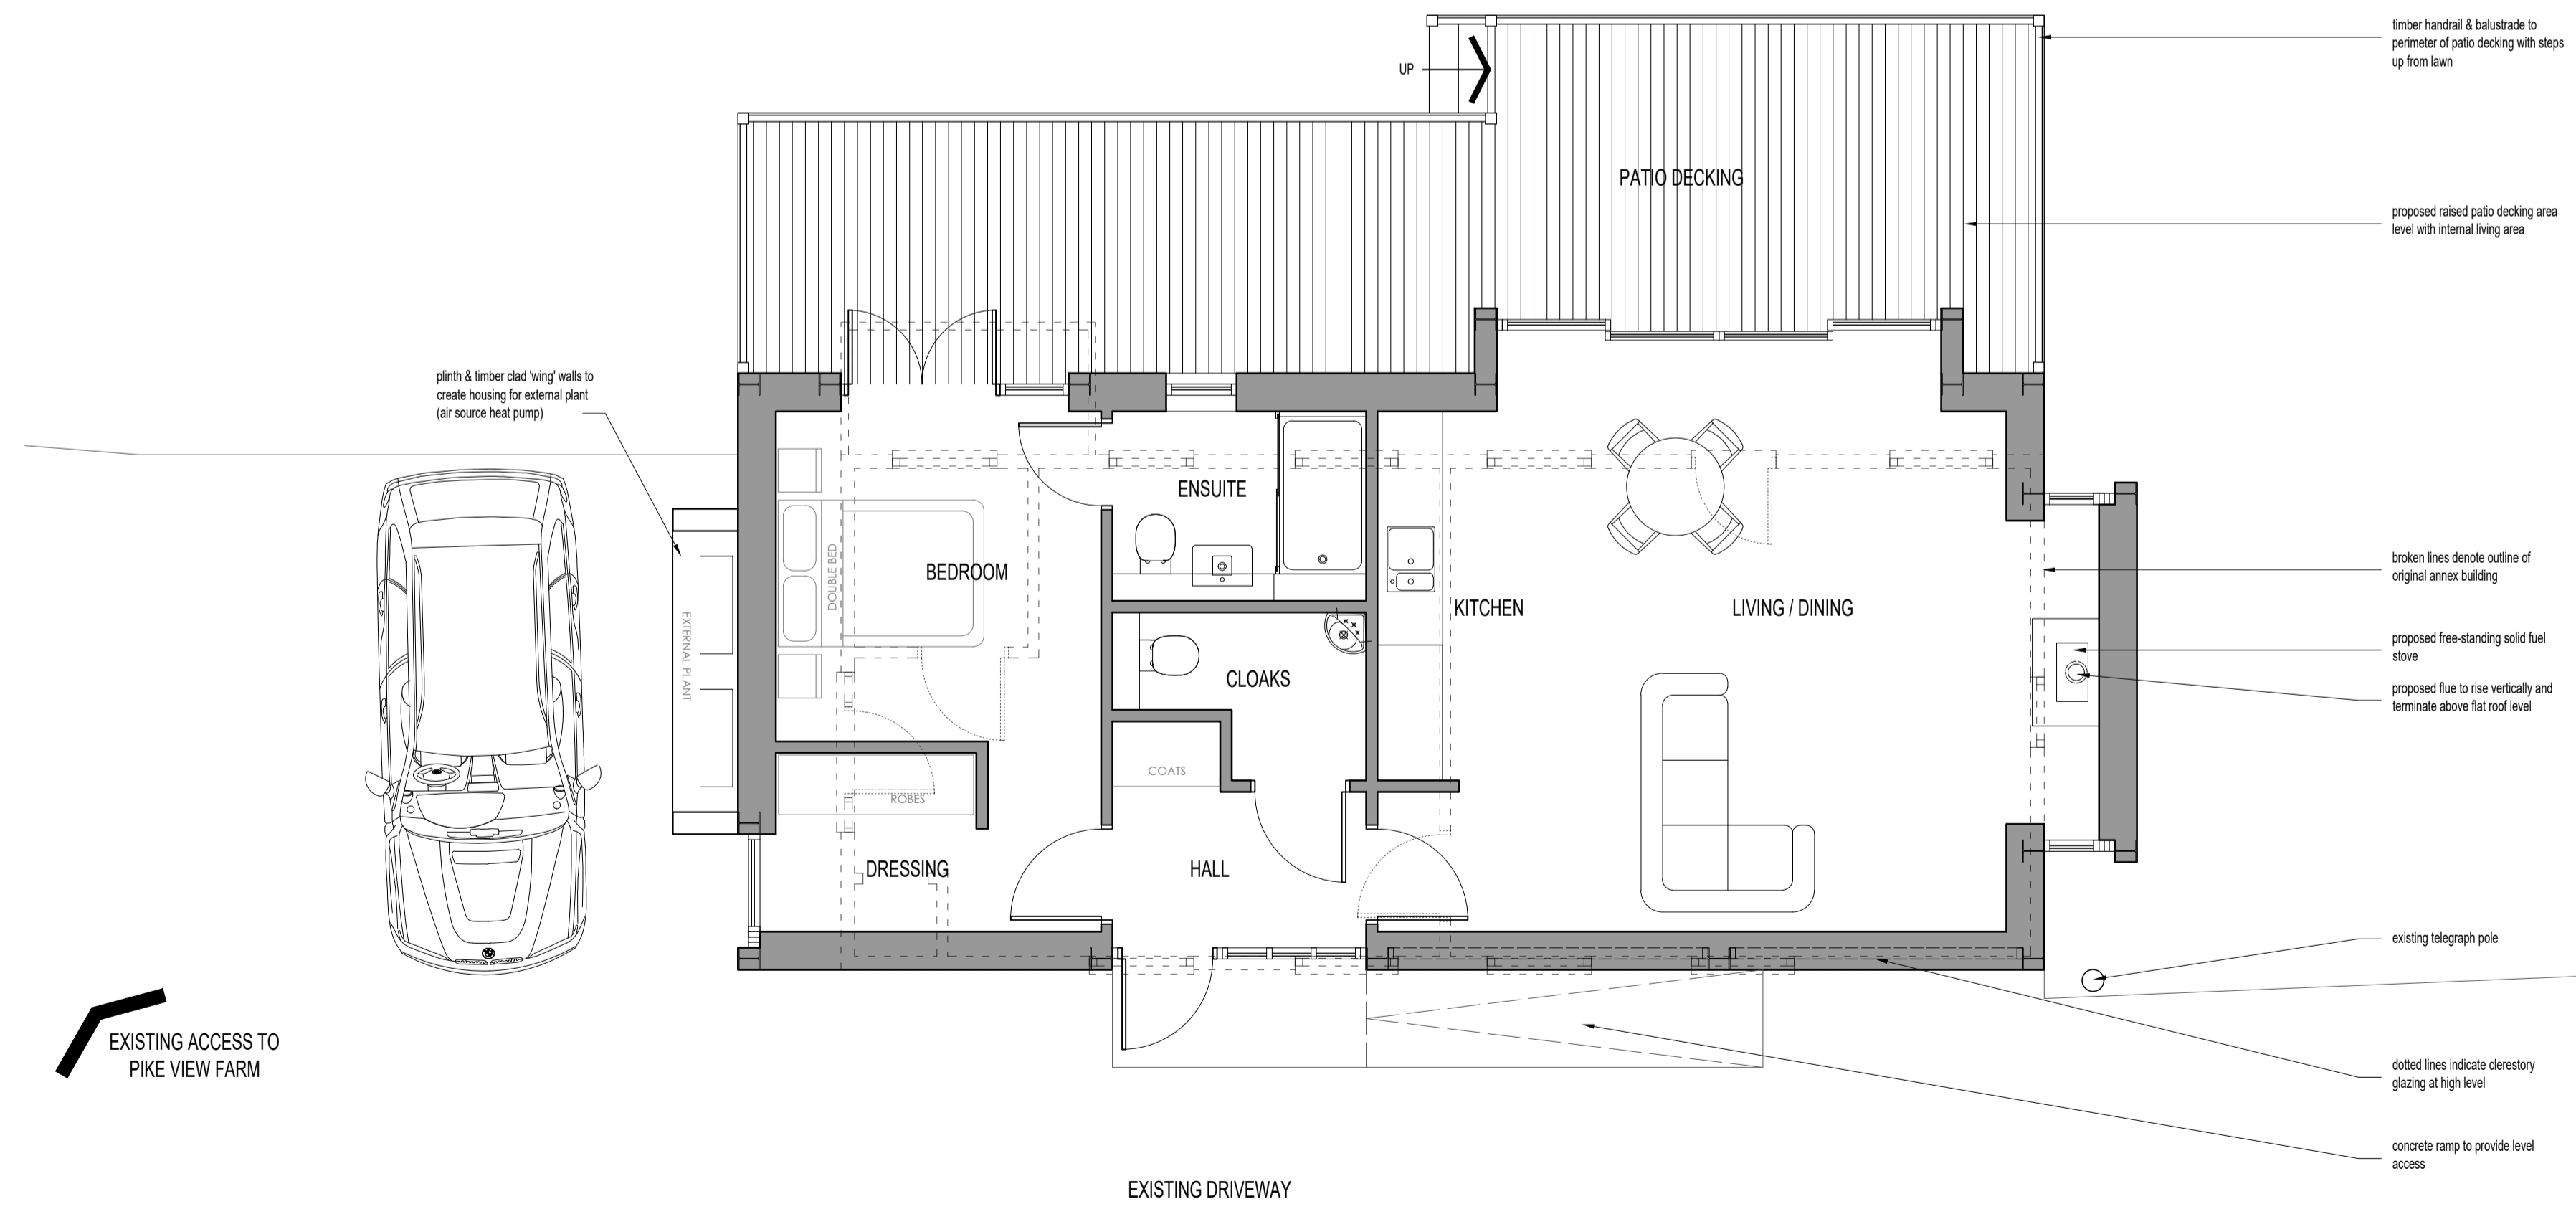 timber handrail & balustrade to
perimeter of patio decking with steps
up from lawn
UP
PATIO DECKING
proposed raised patio decking area
level with internal living area
plinth & timber clad 'wing' walls to
create housing for external plant
(air source heat pump)
ENSUITE
DOUBLE BED
BEDROOM
EXTERNAL PLANT
KITCHEN
LIVING / DINING
broken lines denote outline of
original annex building
proposed free-standing solid fuel
stove
CLOAKS
proposed flue to rise vertically and
terminate above flat roof level
COATS
ROBES
DRESSING
HALL
existing telegraph pole
EXISTING ACCESS TO
PIKE VIEW FARM
dotted lines indicate clerestory
glazing at high level
concrete ramp to provide level
access
EXISTING DRIVEWAY